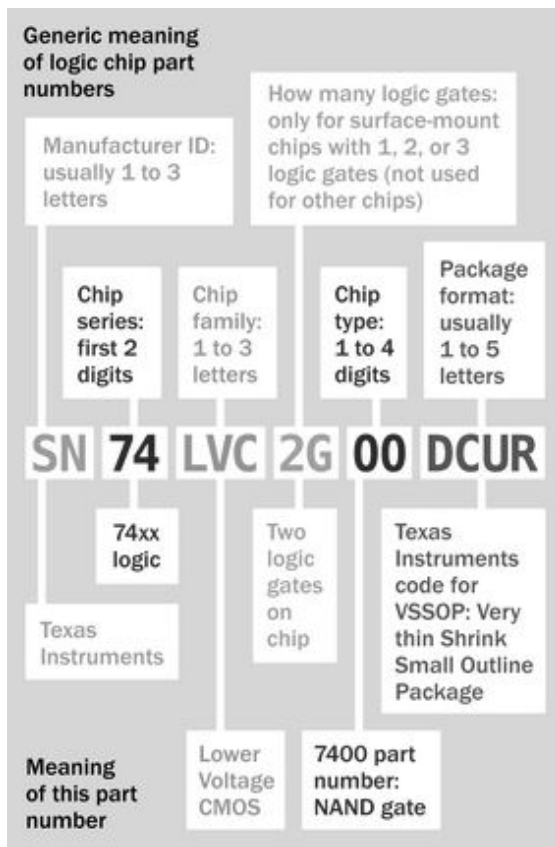 Generic meaning
of logic chip part
numbers
How many logic gates:
only for surface-mount
chips with 1, 2, or 3
logic gates (not used
for other chips)
Manufacturer ID:
usually 1 to 3
letters
Chip
series:
first 2
digits
Chip
family:
1 to 3
letters
Chip
type:
1 to 4
digits
Package
format:
usually
1 to 5
letters
SN 74 LVC 2G 00 DCUR
74xx
logic
Two
logic
gates
on
chip
Texas
Instruments
code for
VSSOP: Very
thin Shrink
Small Outline
Package
Texas
Instruments
Lower
Voltage
CMOS
7400 part
number:
NAND gate
Meaning
of this part
number